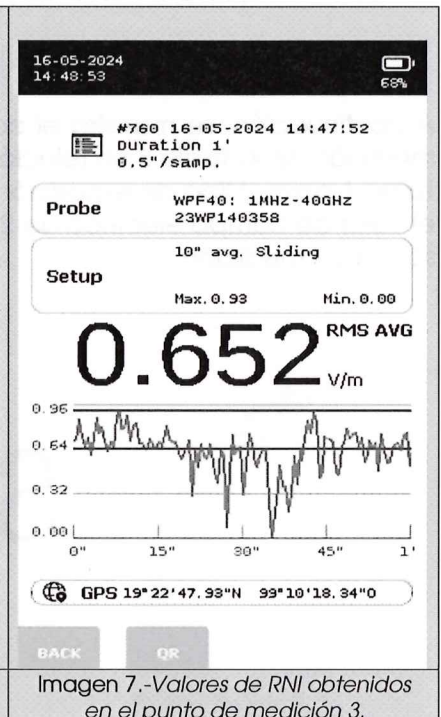 16-05-2024
14:48:53
68%
#760 16-05-2024 14:47:52
Duration 1'
0.5"/samp.
Probe
WPF40: 1MHz-40GHz
23WP140358
Setup
10" avg. Sliding
Max. 0.93 Min. 0.00
0.652 RMS AVG
V/m
0.96
0.64
0.32
0.00
0" 15" 30" 45" 1'
GPS 19°22'47.93"N 99°10'18.34"O
BACK QR
Imagen 7.-Valores de RNI obtenidos
en el punto de medición 3.